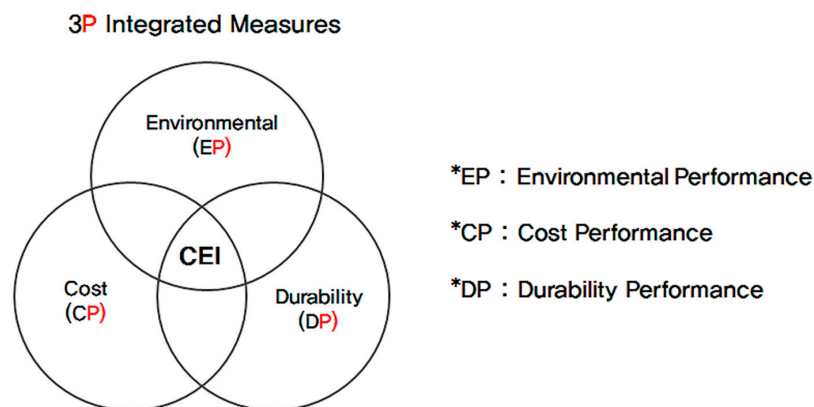 3P Integrated Measures
Environmental
(EP)
CEI
Cost
(CP)
Durability
(DP)
*EP : Environmental Performance
*CP : Cost Performance
*DP : Durability Performance